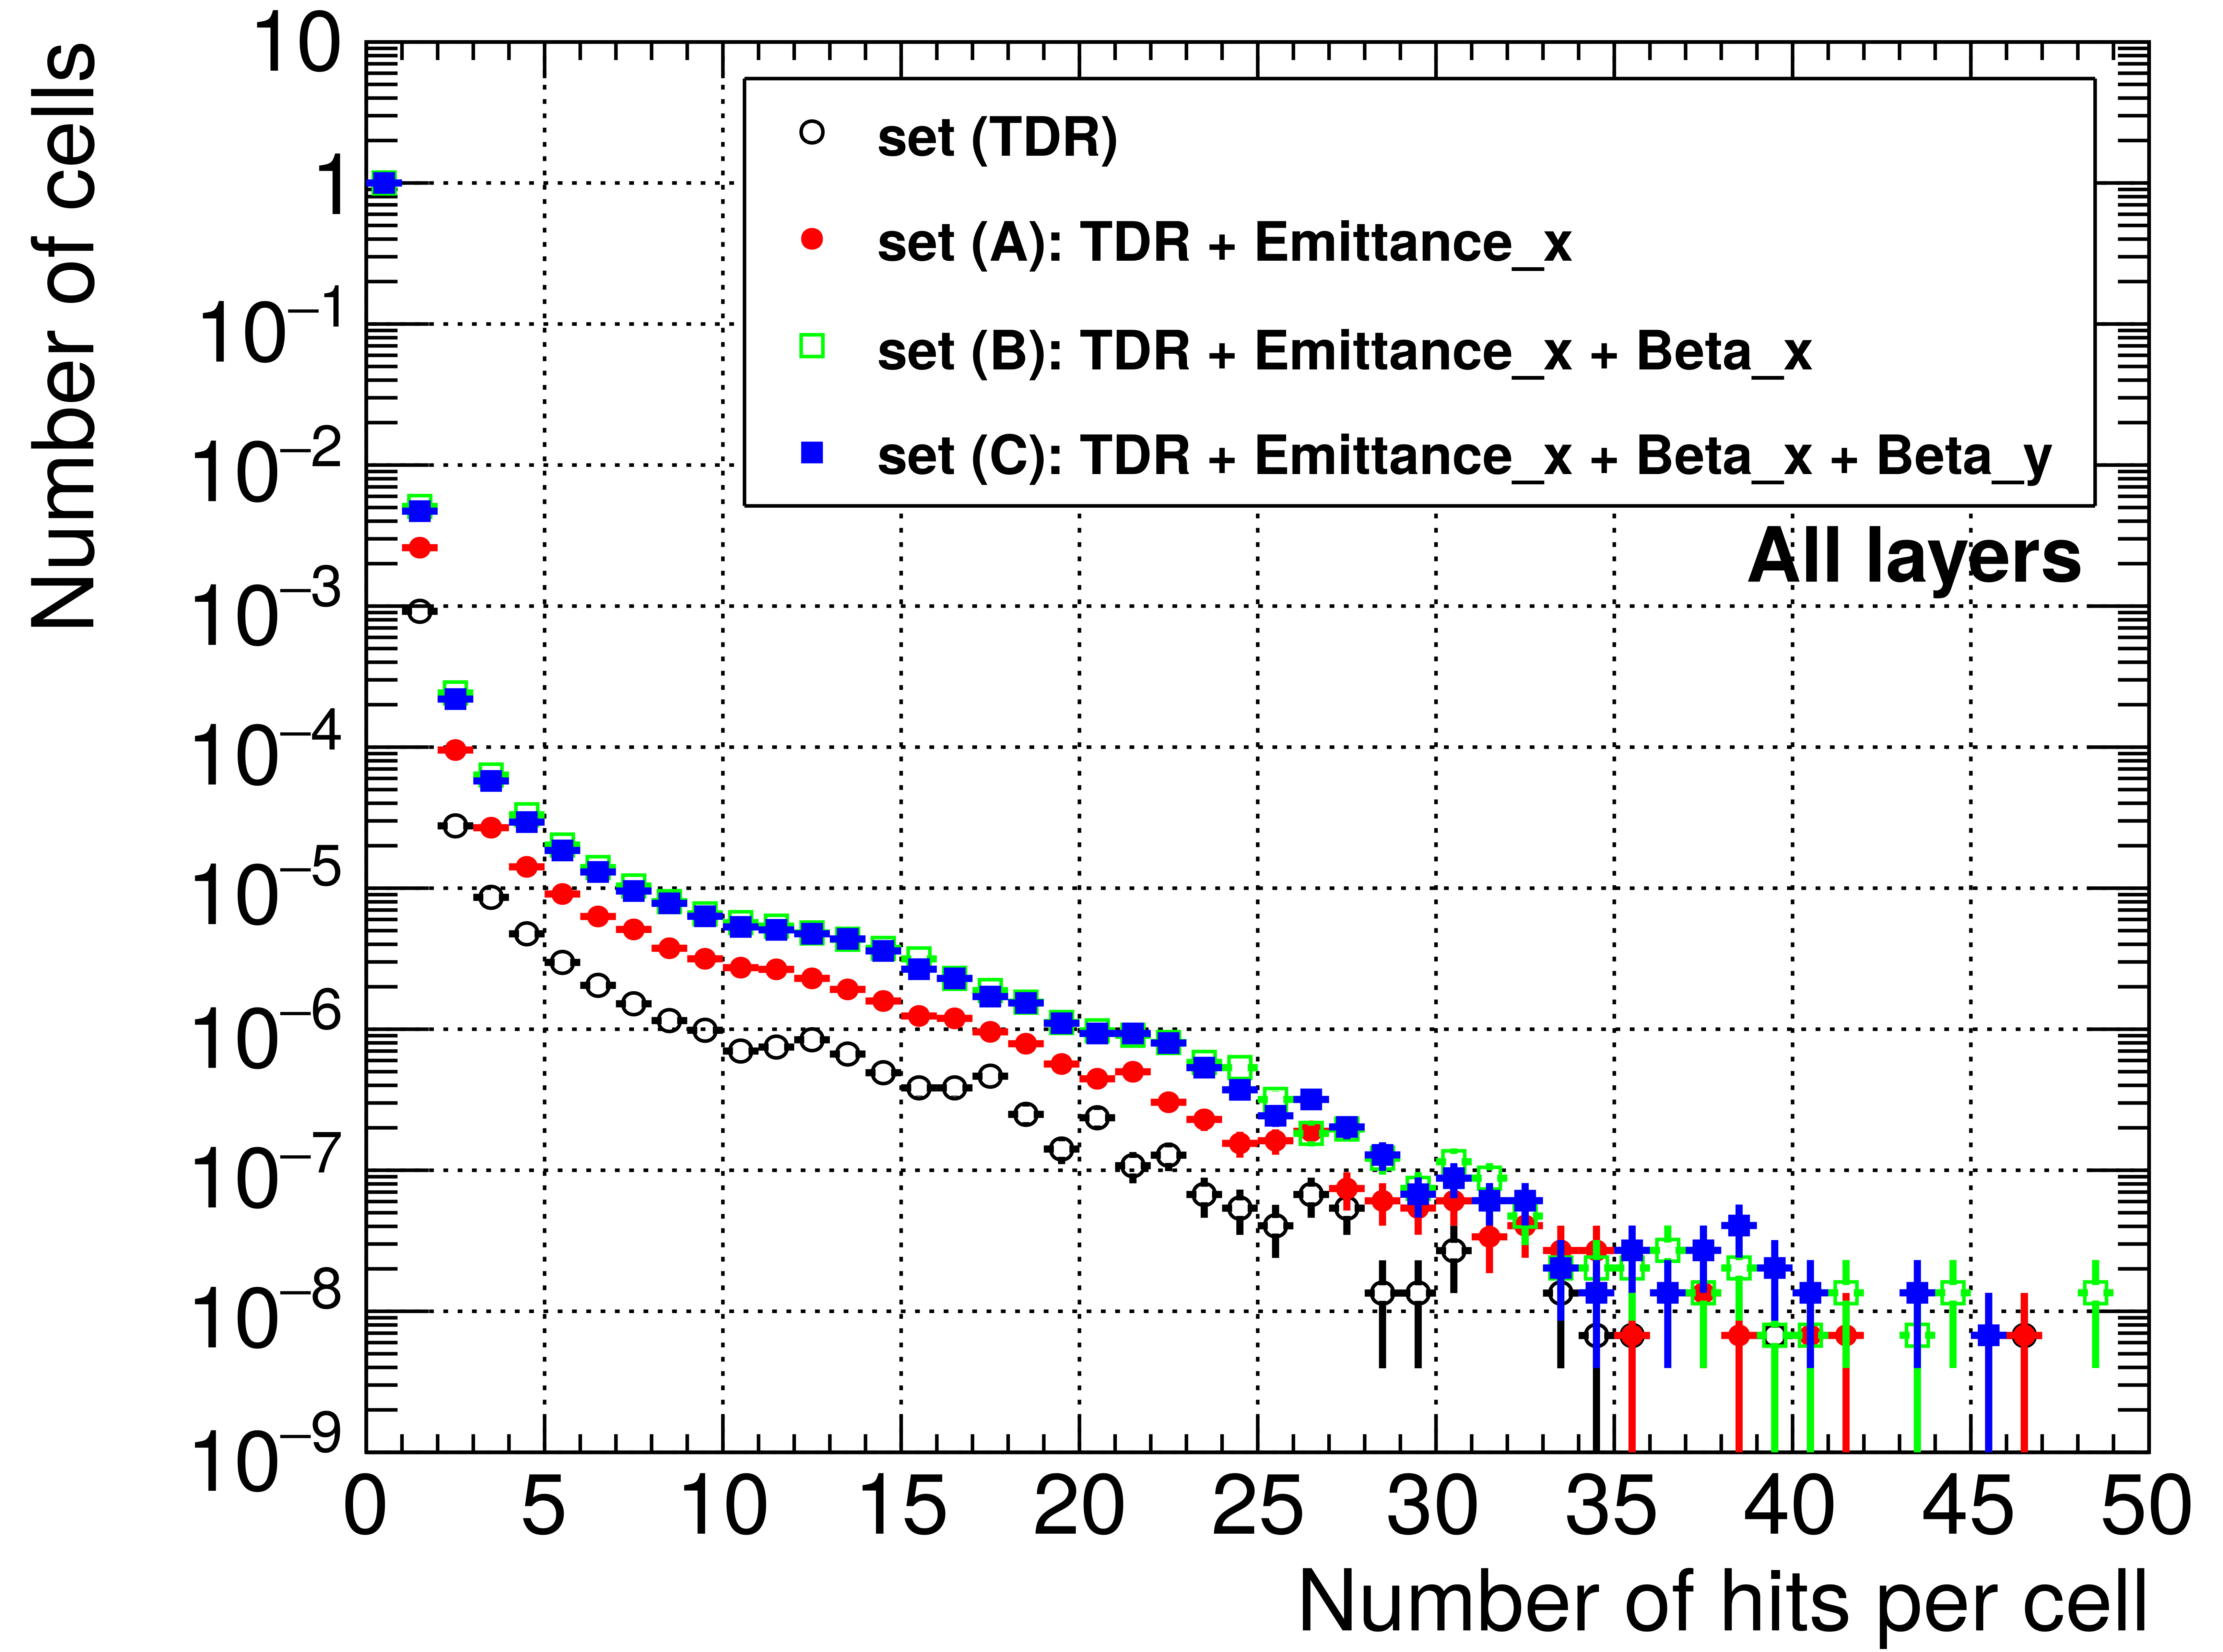 Number of cells
10
1
10⁻¹
10⁻²
10⁻³
10⁻⁴
10⁻⁵
10⁻⁶
10⁻⁷
10⁻⁸
10⁻⁹
set (TDR)
set (A): TDR + Emittance_x
set (B): TDR + Emittance_x + Beta_x
set (C): TDR + Emittance_x + Beta_x + Beta_y
All layers
0 5 10 15 20 25 30 35 40 45 50
Number of hits per cell